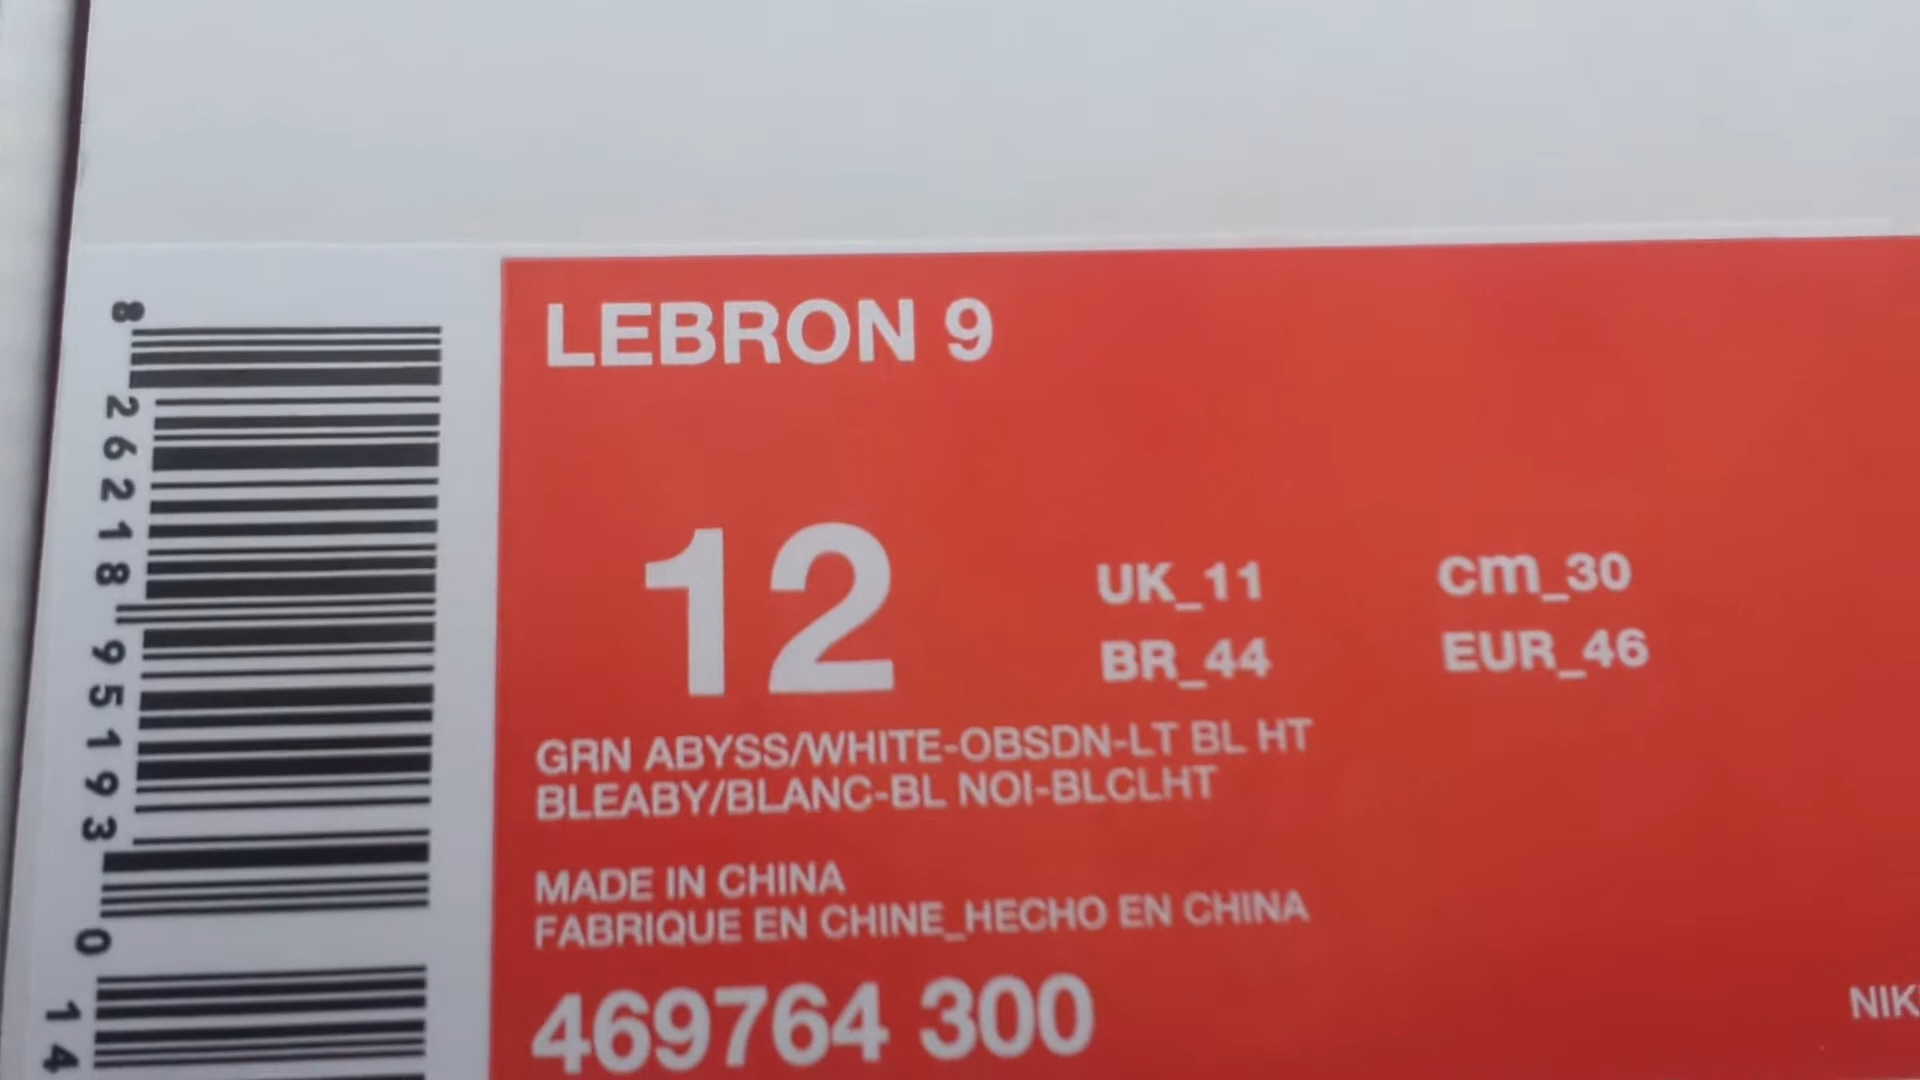 8 26218 95193 0
14
LEBRON 9
12
UK_11
cm_30
BR_44
EUR_46
GRN ABYSS/WHITE-OBSDN-LT BL HT
BLEABY/BLANC-BL NOI-BLCLHT
MADE IN CHINA
FABRIQUE EN CHINE_HECHO EN CHINA
469764 300
NIK